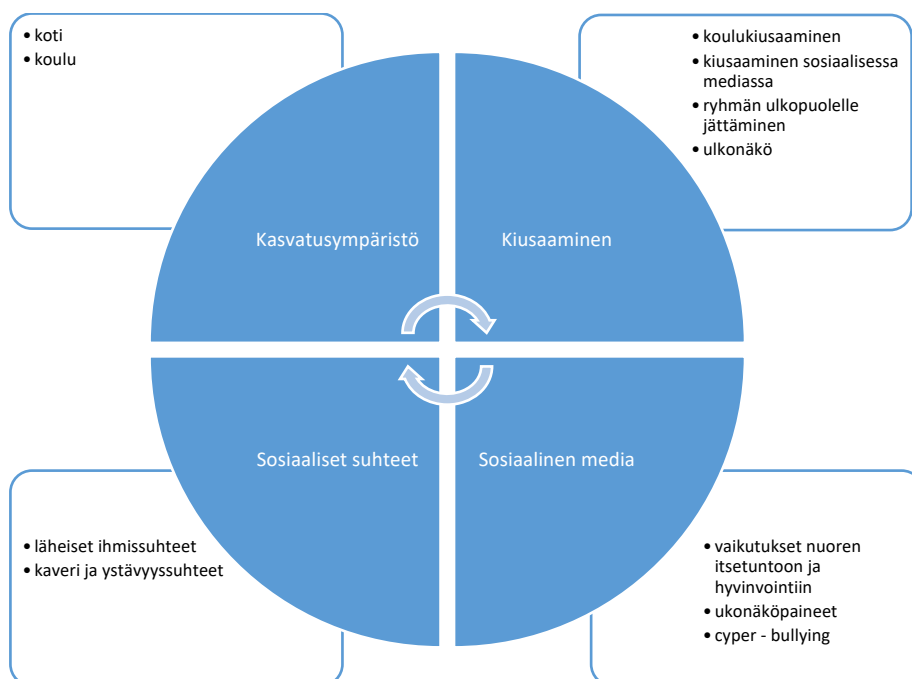 • koti
• koulu
• koulukiusaaminen
• kiusaaminen sosiaalisessa
mediassa
• ryhmän ulkopuolelle
jättäminen
• ulkonäkö
Kasvatusympäristö
Kiusaaminen
Sosiaaliset suhteet
Sosiaalinen media
• läheiset ihmissuhteet
• kaveri ja ystävyyssuhteet
• vaikutukset nuoren
itsetuntoon ja
hyvinvointiin
• ukonäköpaineet
• cyper - bullying